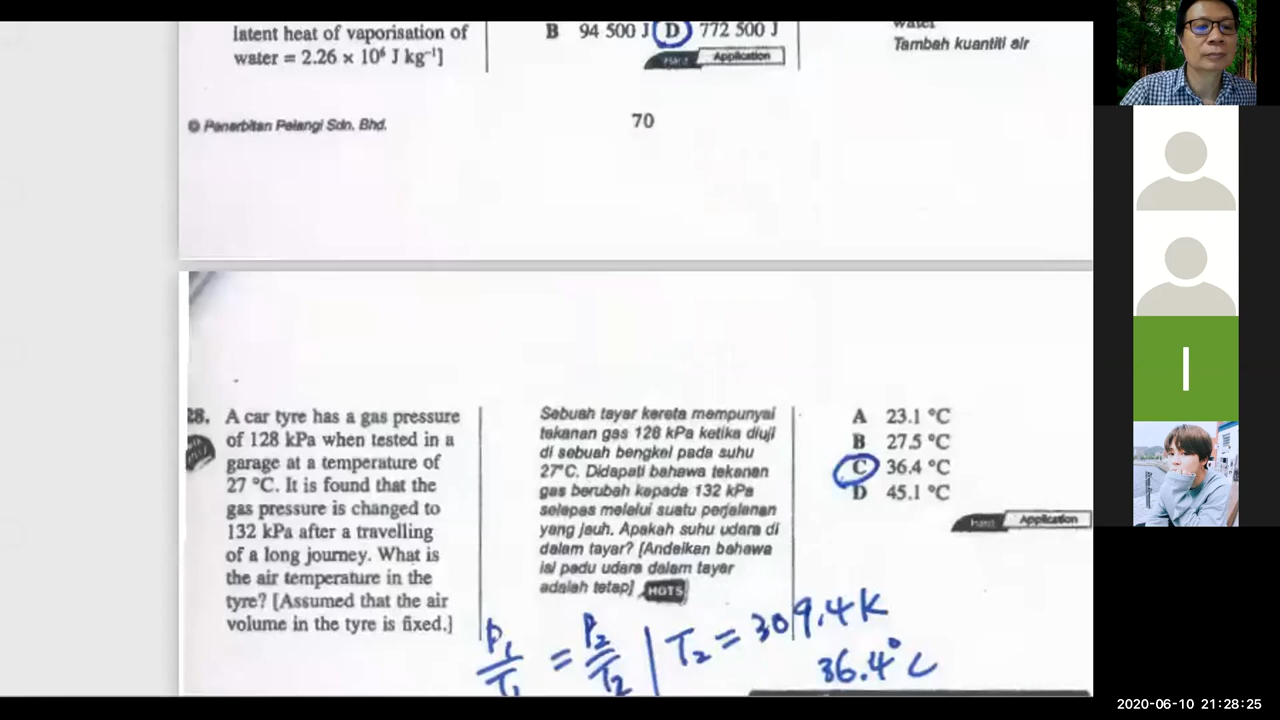 latent heat of vaporisation of
water = 2.26 × 10⁶ J kg⁻¹]
B 94 500 J D 772 500 J
Hard Application
water
Tambah kuantiti air
© Penerbitan Pelangi Sdn. Bhd.
70
28. A car tyre has a gas pressure
of 128 kPa when tested in a
garage at a temperature of
27 °C. It is found that the
gas pressure is changed to
132 kPa after a travelling
of a long journey. What is
the air temperature in the
tyre? [Assumed that the air
volume in the tyre is fixed.]
Sebuah tayar kereta mempunyai
tekanan gas 128 kPa ketika diuji
di sebuah bengkel pada suhu
27°C. Didapati bahawa tekanan
gas berubah kepada 132 kPa
selepas melalui suatu perjalanan
yang jauh. Apakah suhu udara di
dalam tayar? [Andaikan bahawa
isi padu udara dalam tayar
adalah tetap] HOTS
A 23.1 °C
B 27.5 °C
C 36.4 °C
D 45.1 °C
Hard Application
P₁/T₁ = P₂/T₂ | T₂ = 309.4 K
36.4° C
I
2020-06-10 21:28:25